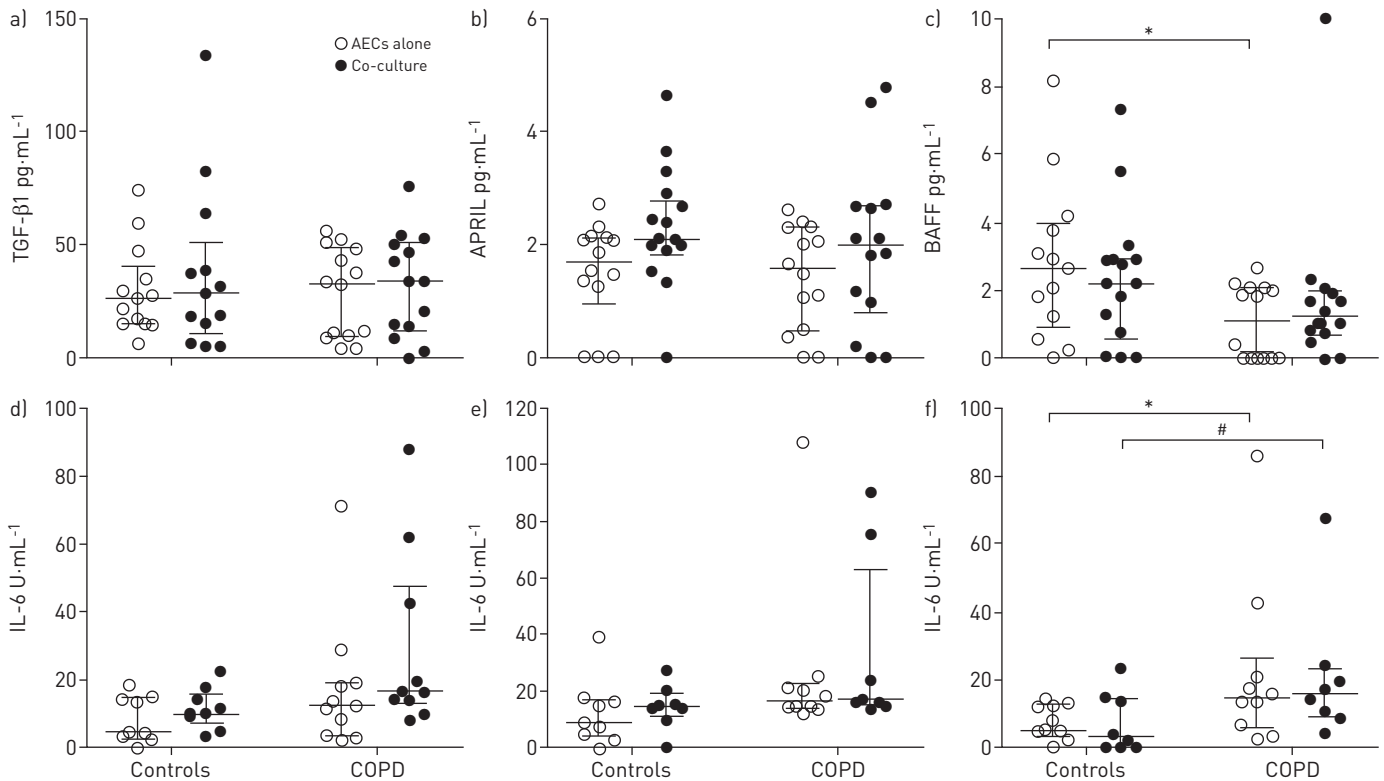 a)
150
100
50
0
TGF-β1 pg·mL⁻¹
AECs alone
Co-culture
b)
6
4
2
0
APRIL pg·mL⁻¹
c)
10
8
6
4
2
0
BAFF pg·mL⁻¹
*
d)
100
80
60
40
20
0
IL-6 U·mL⁻¹
Controls
COPD
e)
120
100
80
60
40
20
0
IL-6 U·mL⁻¹
Controls
COPD
f)
100
80
60
40
20
0
IL-6 U·mL⁻¹
*
#
Controls
COPD